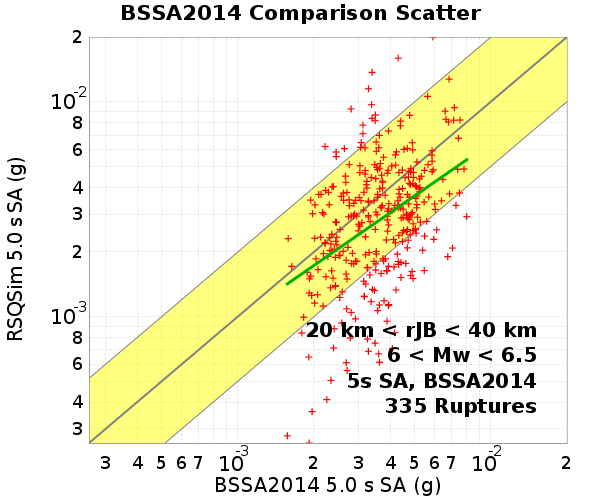 BSSA2014 Comparison Scatter
RSQSim 5.0 s SA (g)
2
10⁻²
8
6
4
3
2
10⁻³
8
6
4
3
20 km < rJB < 40 km
6 < Mw < 6.5
5s SA, BSSA2014
335 Ruptures
3 4 5 6 7 10⁻³ 2 3 4 5 6 7 10⁻² 2
BSSA2014 5.0 s SA (g)